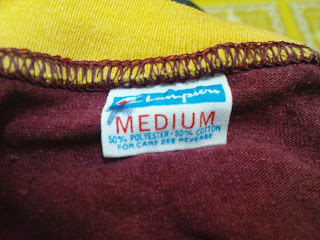 Champion
MEDIUM
50% POLYESTER • 50% COTTON
FOR CARE SEE REVERSE